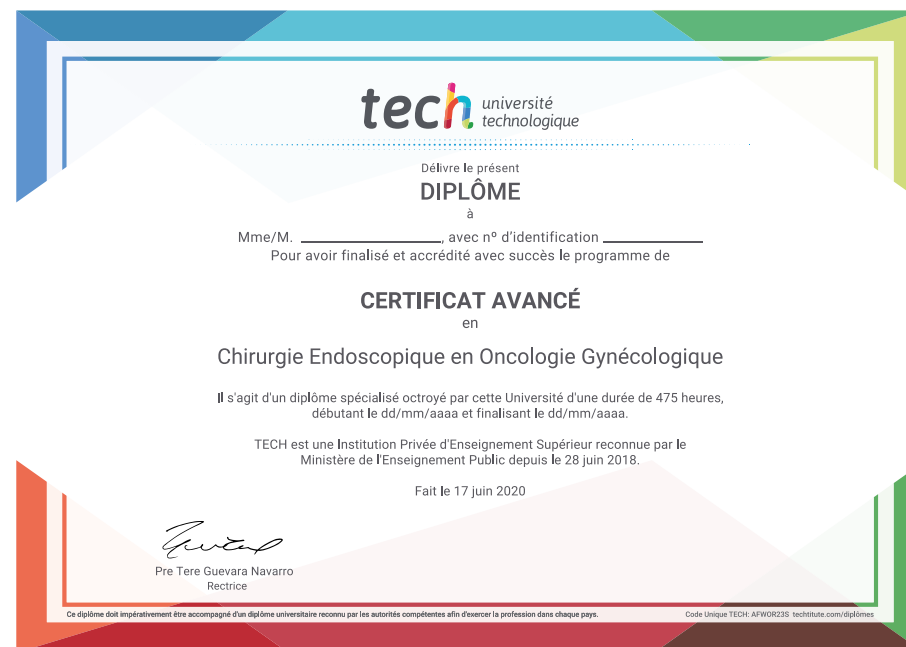 tech université
technologique
Délivre le présent
DIPLÔME
à
Mme/M. ____________________, avec nº d'identification ______________
Pour avoir finalisé et accrédité avec succès le programme de
CERTIFICAT AVANCÉ
en
Chirurgie Endoscopique en Oncologie Gynécologique
Il s'agit d'un diplôme spécialisé octroyé par cette Université d'une durée de 475 heures,
débutant le dd/mm/aaaa et finalisant le dd/mm/aaaa.
TECH est une Institution Privée d'Enseignement Supérieur reconnue par le
Ministère de l'Enseignement Public depuis le 28 juin 2018.
Fait le 17 juin 2020
Pre Tere Guevara Navarro
Rectrice
Ce diplôme doit impérativement être accompagné d'un diplôme universitaire reconnu par les autorités compétentes afin d'exercer la profession dans chaque pays.
Code Unique TECH: AFWOR23S techtitute.com/diplômes